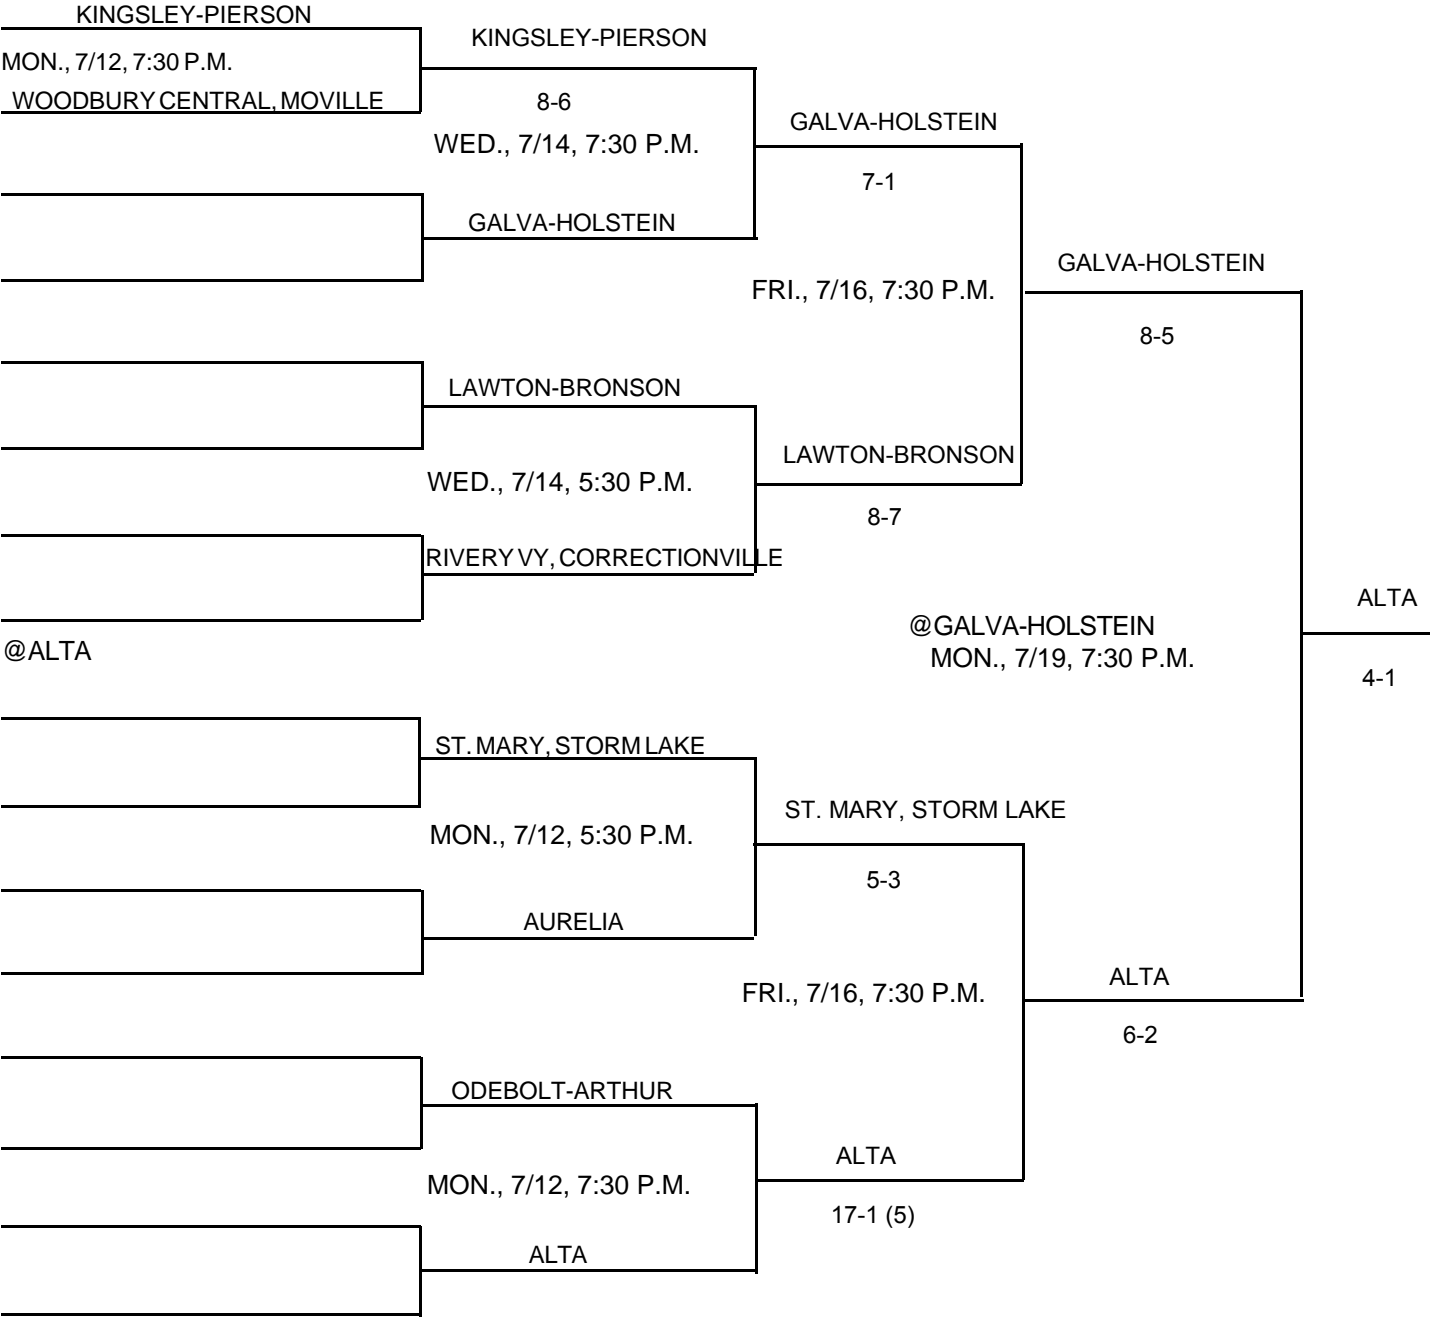 KINGSLEY-PIERSON
KINGSLEY-PIERSON
MON., 7/12, 7:30 P.M.
WOODBURY CENTRAL, MOVILLE
8-6
GALVA-HOLSTEIN
WED., 7/14, 7:30 P.M.
7-1
GALVA-HOLSTEIN
GALVA-HOLSTEIN
FRI., 7/16, 7:30 P.M.
8-5
LAWTON-BRONSON
LAWTON-BRONSON
WED., 7/14, 5:30 P.M.
8-7
RIVERY VY, CORRECTIONVILLE
ALTA
@GALVA-HOLSTEIN
@ALTA
MON., 7/19, 7:30 P.M.
4-1
ST. MARY, STORM LAKE
ST. MARY, STORM LAKE
MON., 7/12, 5:30 P.M.
5-3
AURELIA
ALTA
FRI., 7/16, 7:30 P.M.
6-2
ODEBOLT-ARTHUR
ALTA
MON., 7/12, 7:30 P.M.
17-1 (5)
ALTA